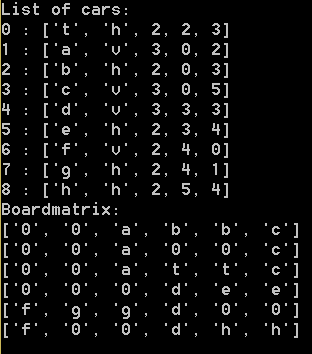 List of cars:
0 : ['t', 'h', 2, 2, 3]
1 : ['a', 'v', 3, 0, 2]
2 : ['b', 'h', 2, 0, 3]
3 : ['c', 'v', 3, 0, 5]
4 : ['d', 'v', 3, 3, 3]
5 : ['e', 'h', 2, 3, 4]
6 : ['f', 'v', 2, 4, 0]
7 : ['g', 'h', 2, 4, 1]
8 : ['h', 'h', 2, 5, 4]
Boardmatrix:
['0', '0', 'a', 'b', 'b', 'c']
['0', '0', 'a', '0', '0', 'c']
['0', '0', 'a', 't', 't', 'c']
['0', '0', '0', 'd', 'e', 'e']
['f', 'g', 'g', 'd', '0', '0']
['f', '0', '0', 'd', 'h', 'h']